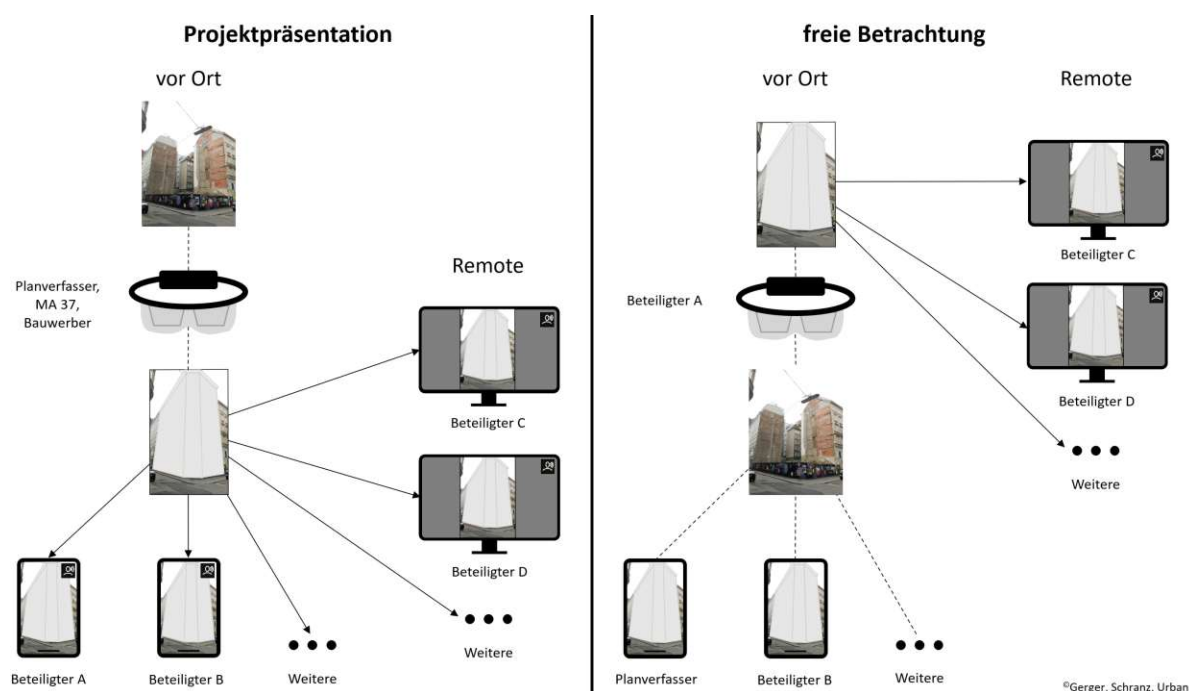 Projektpräsentation
vor Ort
Planverfasser,
MA 37,
Bauwerber
Remote
Beteiligter C
Beteiligter D
Weitere
Beteiligter A
Beteiligter B
Weitere
freie Betrachtung
vor Ort
Remote
Beteiligter C
Beteiligter A
Beteiligter D
Weitere
Planverfasser
Beteiligter B
Weitere
©Gerger, Schranz, Urban